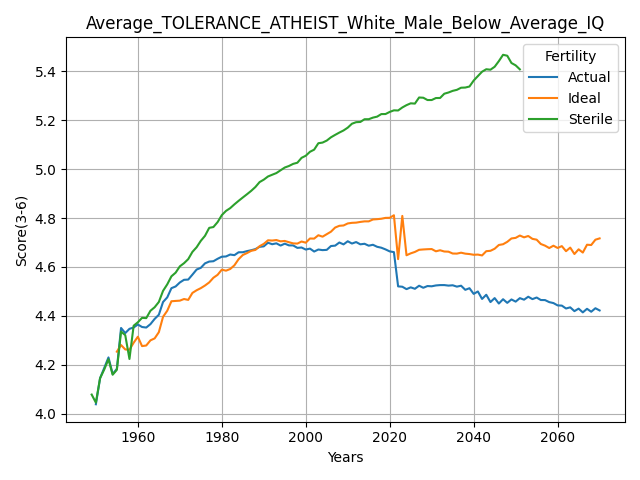 Average_TOLERANCE_ATHEIST_White_Male_Below_Average_IQ
Fertility
Actual
Ideal
Sterile
Score(3-6)
5.4
5.2
5.0
4.8
4.6
4.4
4.2
4.0
1960 1980 2000 2020 2040 2060
Years